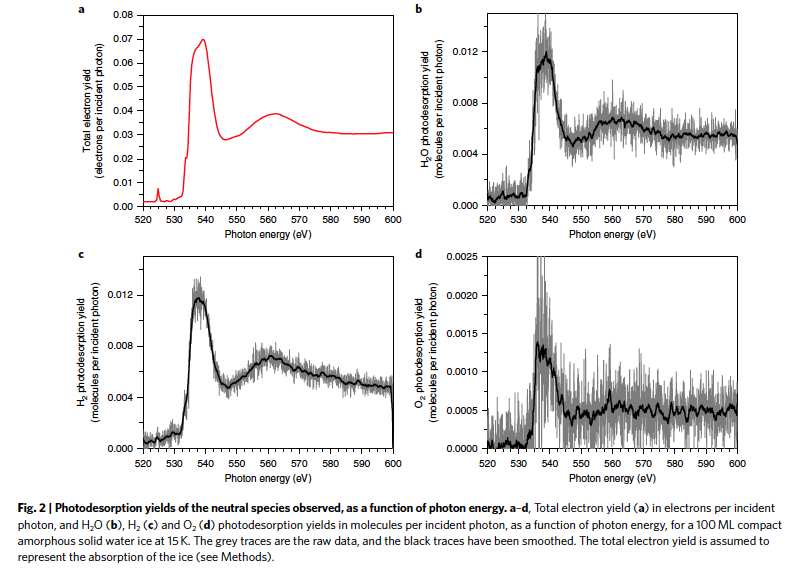 a
0.08
0.07
0.06
0.05
0.04
0.03
0.02
0.01
0.00
Total electron yield
(electrons per incident photon)
520 530 540 550 560 570 580 590 600
Photon energy (eV)
b
0.012
0.008
0.004
0.000
H₂O photodesorption yield
(molecules per incident photon)
520 530 540 550 560 570 580 590 600
Photon energy (eV)
c
0.012
0.008
0.004
0.000
H₂ photodesorption yield
(molecules per incident photon)
520 530 540 550 560 570 580 590 600
Photon energy (eV)
d
0.0025
0.0020
0.0015
0.0010
0.0005
0.0000
O₂ photodesorption yield
(molecules per incident photon)
520 530 540 550 560 570 580 590 600
Photon energy (eV)
Fig. 2 | Photodesorption yields of the neutral species observed, as a function of photon energy. a-d, Total electron yield (a) in electrons per incident
photon, and H₂O (b), H₂ (c) and O₂ (d) photodesorption yields in molecules per incident photon, as a function of photon energy, for a 100 ML compact
amorphous solid water ice at 15 K. The grey traces are the raw data, and the black traces have been smoothed. The total electron yield is assumed to
represent the absorption of the ice (see Methods).